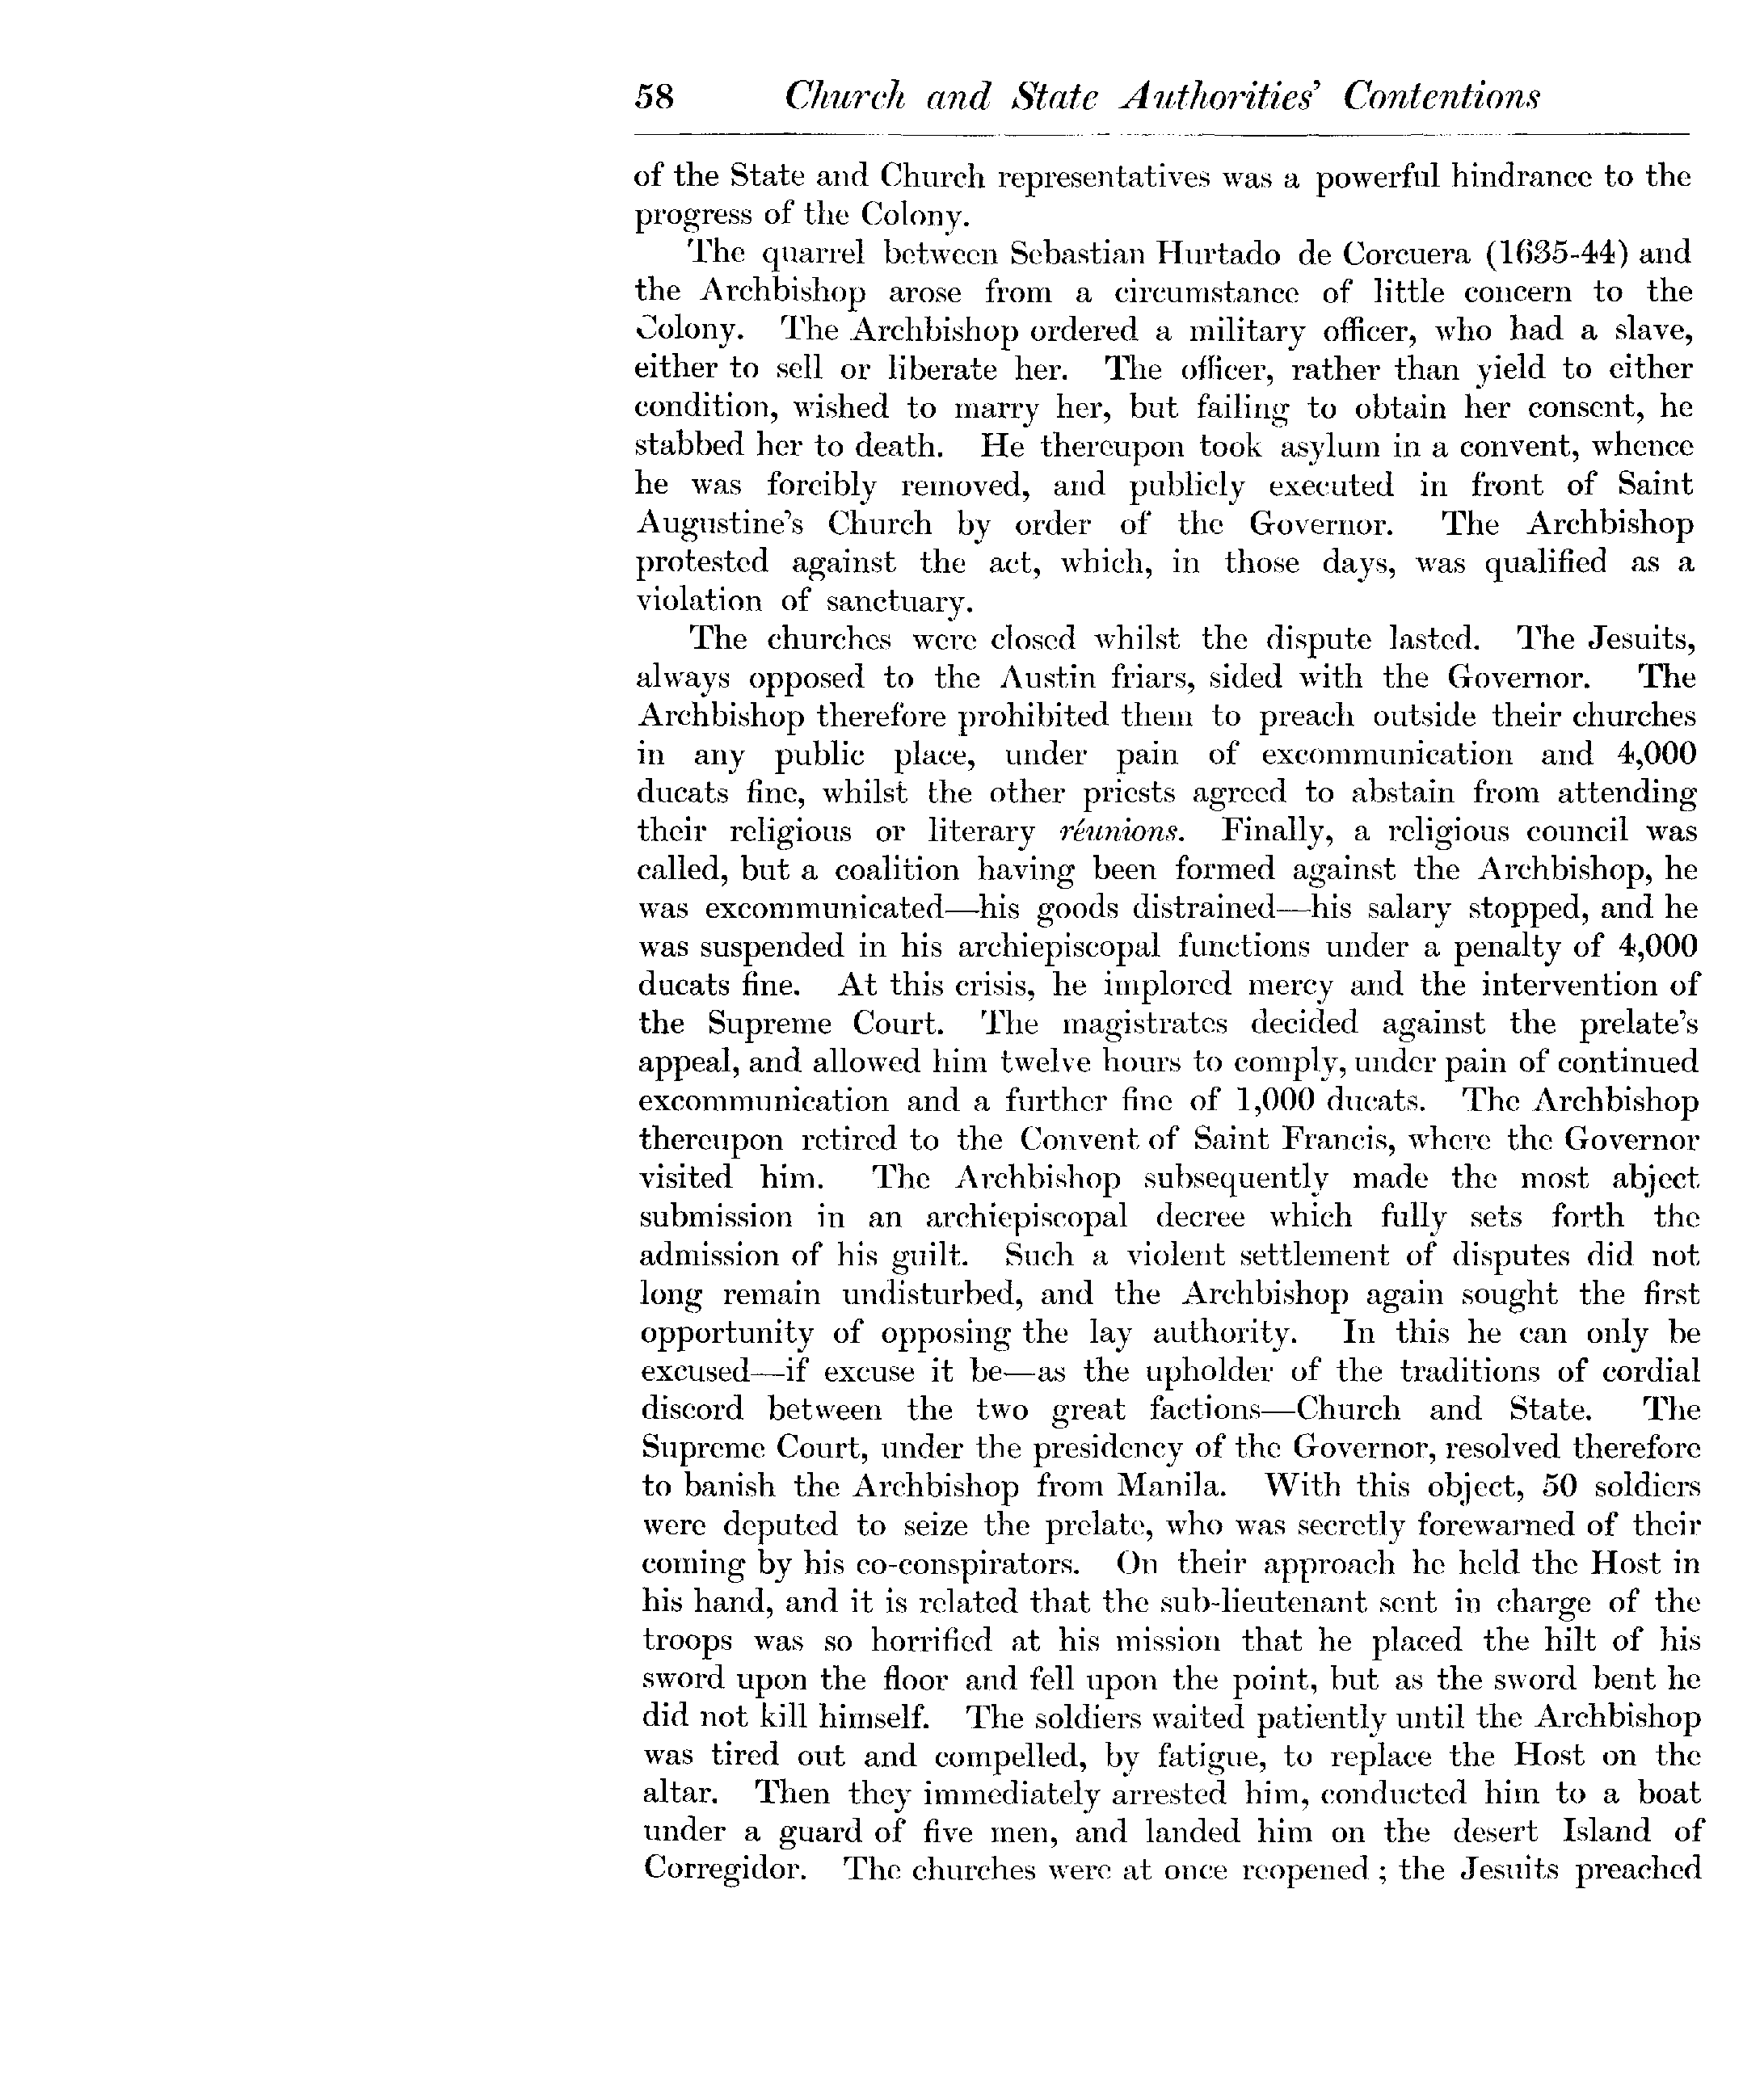 58 Church and State Authorities' Contentions
of the State and Church representatives was a powerful hindrance to the
progress of the Colony.
The quarrel between Sebastian Hurtado de Corcuera (1635-44) and
the Archbishop arose from a circumstance of little concern to the
Colony. The Archbishop ordered a military officer, who had a slave,
either to sell or liberate her. The officer, rather than yield to either
condition, wished to marry her, but failing to obtain her consent, he
stabbed her to death. He thereupon took asylum in a convent, whence
he was forcibly removed, and publicly executed in front of Saint
Augustine's Church by order of the Governor. The Archbishop
protested against the act, which, in those days, was qualified as a
violation of sanctuary.
The churches were closed whilst the dispute lasted. The Jesuits,
always opposed to the Austin friars, sided with the Governor. The
Archbishop therefore prohibited them to preach outside their churches
in any public place, under pain of excommunication and 4,000
ducats fine, whilst the other priests agreed to abstain from attending
their religious or literary réunions. Finally, a religious council was
called, but a coalition having been formed against the Archbishop, he
was excommunicated—his goods distrained—his salary stopped, and he
was suspended in his archiepiscopal functions under a penalty of 4,000
ducats fine. At this crisis, he implored mercy and the intervention of
the Supreme Court. The magistrates decided against the prelate's
appeal, and allowed him twelve hours to comply, under pain of continued
excommunication and a further fine of 1,000 ducats. The Archbishop
thereupon retired to the Convent of Saint Francis, where the Governor
visited him. The Archbishop subsequently made the most abject
submission in an archiepiscopal decree which fully sets forth the
admission of his guilt. Such a violent settlement of disputes did not
long remain undisturbed, and the Archbishop again sought the first
opportunity of opposing the lay authority. In this he can only be
excused—if excuse it be—as the upholder of the traditions of cordial
discord between the two great factions—Church and State. The
Supreme Court, under the presidency of the Governor, resolved therefore
to banish the Archbishop from Manila. With this object, 50 soldiers
were deputed to seize the prelate, who was secretly forewarned of their
coming by his co-conspirators. On their approach he held the Host in
his hand, and it is related that the sub-lieutenant sent in charge of the
troops was so horrified at his mission that he placed the hilt of his
sword upon the floor and fell upon the point, but as the sword bent he
did not kill himself. The soldiers waited patiently until the Archbishop
was tired out and compelled, by fatigue, to replace the Host on the
altar. Then they immediately arrested him, conducted him to a boat
under a guard of five men, and landed him on the desert Island of
Corregidor. The churches were at once reopened ; the Jesuits preached